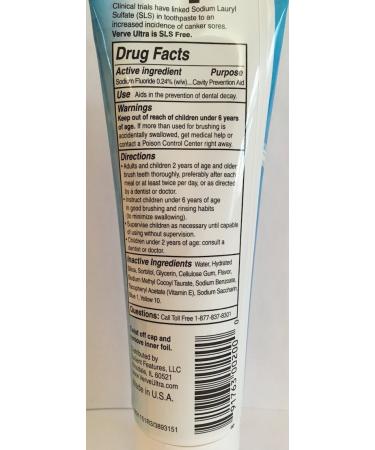 Clinical trials have linked Sodium Lauryl
Sulfate (SLS) in toothpaste to an
increased incidence of canker sores.
Verve Ultra is SLS Free.
Drug Facts
Active ingredient Purpose
Sodium Fluoride 0.24% (w/w)...Cavity Prevention Aid
Use Aids in the prevention of dental decay.
Warnings
Keep out of reach of children under 6 years
of age. If more than used for brushing is
accidentally swallowed, get medical help or
contact a Poison Control Center right away.
Directions
• Adults and children 2 years of age and older
brush teeth thoroughly, preferably after each
meal or at least twice per day, or as directed
by a dentist or doctor.
• Instruct children under 6 years of age
in good brushing and rinsing habits
(to minimize swallowing).
• Supervise children as necessary until capable
of using without supervision.
• Children under 2 years of age: consult a
dentist or doctor.
Inactive Ingredients Water, Hydrated
Silica, Sorbitol, Glycerin, Cellulose Gum, Flavor,
Sodium Methyl Cocoyl Taurate, Sodium Benzoate,
Tocopheryl Acetate (Vitamin E), Sodium Saccharin,
Blue 1, Yellow 10.
Questions: Call Toll Free 1-877-837-8301
off cap and
inner foil.
by
Features, LLC
IL 60521
VerveUltra.com
in U.S.A.
8 91763 00200 0